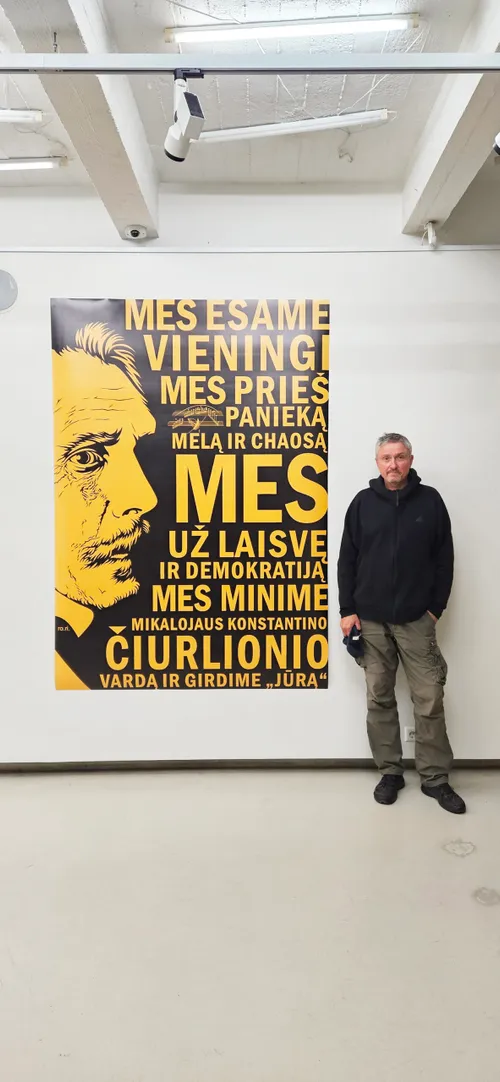 MES ESAME
VIENINGI
MES PRIEŠ
PANIEKĄ
MELĄ IR CHAOSĄ
MES
UŽ LAISVĘ
IR DEMOKRATIJĄ
MES MINIME
MIKALOJAUS KONSTANTINO
ČIURLIONIO
VARDĄ IR GIRDIME „JŪRĄ“